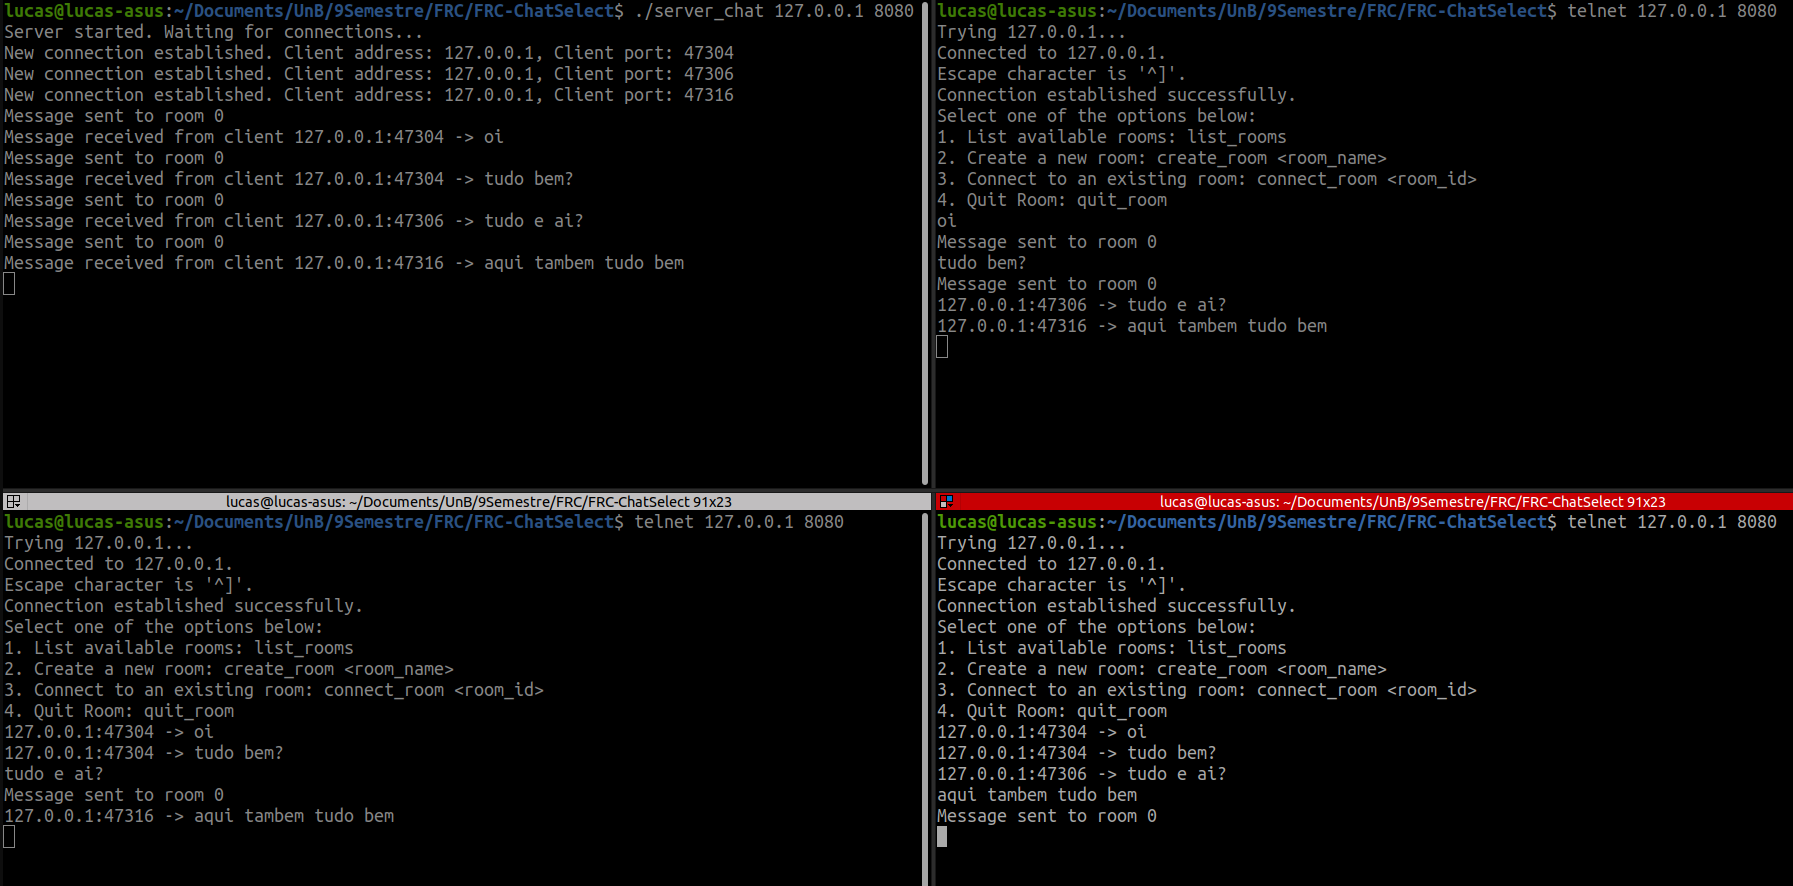 lucas@lucas-asus:~/Documents/UnB/9Semestre/FRC/FRC-ChatSelect$ ./server_chat 127.0.0.1 8080
Server started. Waiting for connections...
New connection established. Client address: 127.0.0.1, Client port: 47304
New connection established. Client address: 127.0.0.1, Client port: 47306
New connection established. Client address: 127.0.0.1, Client port: 47316
Message sent to room 0
Message received from client 127.0.0.1:47304 -> oi
Message sent to room 0
Message received from client 127.0.0.1:47304 -> tudo bem?
Message sent to room 0
Message received from client 127.0.0.1:47306 -> tudo e ai?
Message sent to room 0
Message received from client 127.0.0.1:47316 -> aqui tambem tudo bem
lucas@lucas-asus:~/Documents/UnB/9Semestre/FRC/FRC-ChatSelect$ telnet 127.0.0.1 8080
Trying 127.0.0.1...
Connected to 127.0.0.1.
Escape character is '^]'.
Connection established successfully.
Select one of the options below:
1. List available rooms: list_rooms
2. Create a new room: create_room <room_name>
3. Connect to an existing room: connect_room <room_id>
4. Quit Room: quit_room
oi
Message sent to room 0
tudo bem?
Message sent to room 0
127.0.0.1:47306 -> tudo e ai?
127.0.0.1:47316 -> aqui tambem tudo bem
lucas@lucas-asus: ~/Documents/UnB/9Semestre/FRC/FRC-ChatSelect 91x23
lucas@lucas-asus:~/Documents/UnB/9Semestre/FRC/FRC-ChatSelect$ telnet 127.0.0.1 8080
Trying 127.0.0.1...
Connected to 127.0.0.1.
Escape character is '^]'.
Connection established successfully.
Select one of the options below:
1. List available rooms: list_rooms
2. Create a new room: create_room <room_name>
3. Connect to an existing room: connect_room <room_id>
4. Quit Room: quit_room
127.0.0.1:47304 -> oi
127.0.0.1:47304 -> tudo bem?
tudo e ai?
Message sent to room 0
127.0.0.1:47316 -> aqui tambem tudo bem
lucas@lucas-asus: ~/Documents/UnB/9Semestre/FRC/FRC-ChatSelect 91x23
lucas@lucas-asus:~/Documents/UnB/9Semestre/FRC/FRC-ChatSelect$ telnet 127.0.0.1 8080
Trying 127.0.0.1...
Connected to 127.0.0.1.
Escape character is '^]'.
Connection established successfully.
Select one of the options below:
1. List available rooms: list_rooms
2. Create a new room: create_room <room_name>
3. Connect to an existing room: connect_room <room_id>
4. Quit Room: quit_room
127.0.0.1:47304 -> oi
127.0.0.1:47304 -> tudo bem?
127.0.0.1:47306 -> tudo e ai?
aqui tambem tudo bem
Message sent to room 0